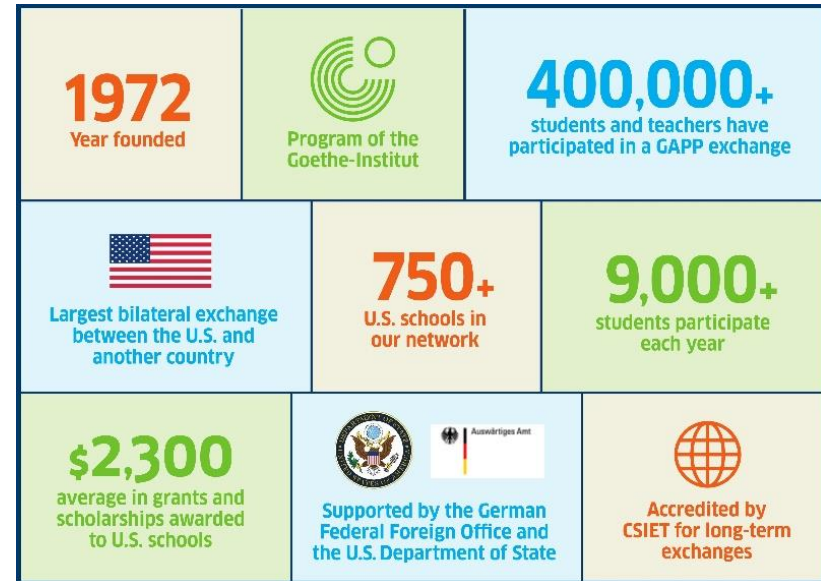 1972
Year founded
Program of the
Goethe-Institut
400,000+
students and teachers have
participated in a GAPP exchange
Largest bilateral exchange
between the U.S. and
another country
750+
U.S. schools in
our network
9,000+
students participate
each year
$2,300
average in grants and
scholarships awarded
to U.S. schools
Auswärtiges Amt
Supported by the German
Federal Foreign Office and
the U.S. Department of State
Accredited by
CSIET for long-term
exchanges